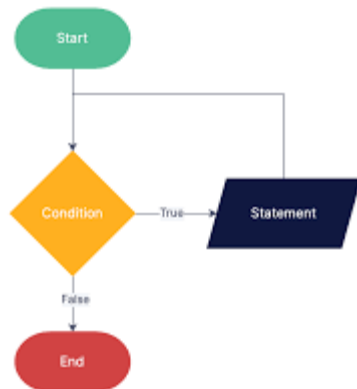 Start
Condition
True
Statement
False
End